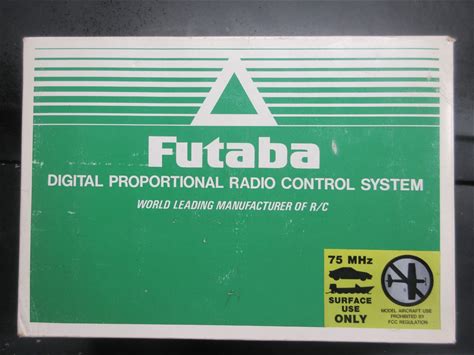 Futaba
DIGITAL PROPORTIONAL RADIO CONTROL SYSTEM
WORLD LEADING MANUFACTURER OF R/C
75 MHz
SURFACE
USE
ONLY
MODEL AIRCRAFT USE
PROHIBITED BY
FCC REGULATION